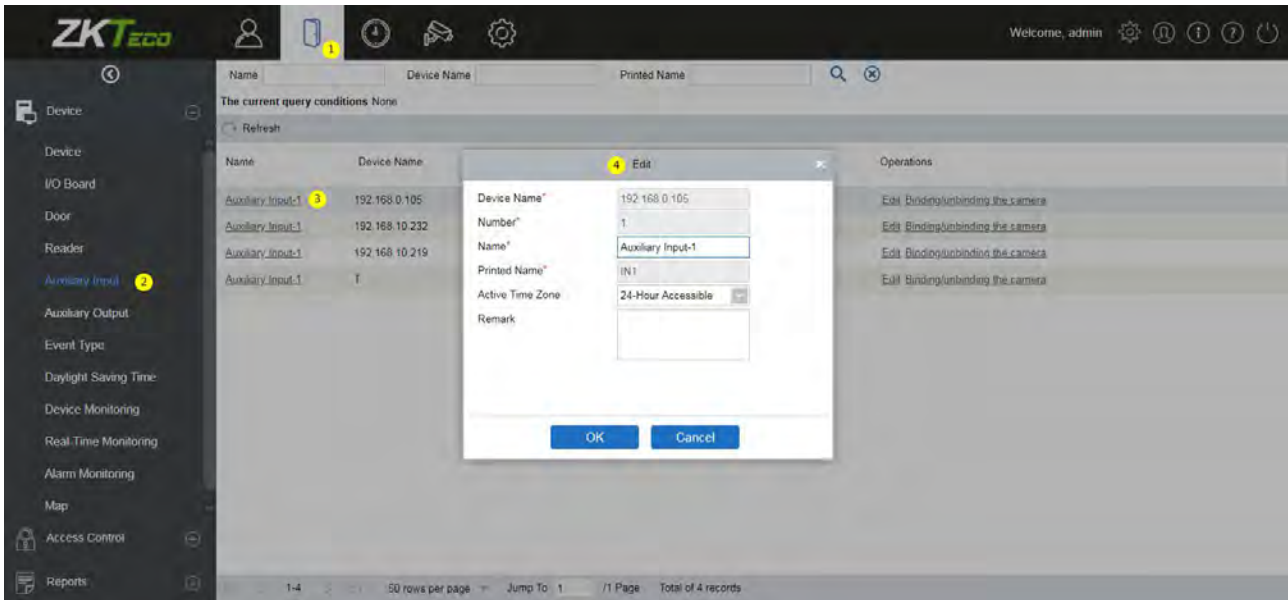 ZKTeco
1
Welcome, admin
Name Device Name Printed Name
The current query conditions None
Refresh
Device
Device
I/O Board
Door
Reader
Auxiliary Input 2
Auxiliary Output
Event Type
Daylight Saving Time
Device Monitoring
Real-Time Monitoring
Alarm Monitoring
Map
Access Control
Reports
Name Device Name Operations
Auxiliary Input-1 3 192.168.0.105 Edit Binding/unbinding the camera
Auxiliary Input-1 192.168.10.232 Edit Binding/unbinding the camera
Auxiliary Input-1 192.168.10.219 Edit Binding/unbinding the camera
Auxiliary Input-1 Edit Binding/unbinding the camera
4 Edit
Device Name* 192.168.0.105
Number* 1
Name* Auxiliary Input-1
Printed Name* IN1
Active Time Zone 24-Hour Accessible
Remark
OK Cancel
1-4 50 rows per page Jump To 1 /1 Page Total of 4 records